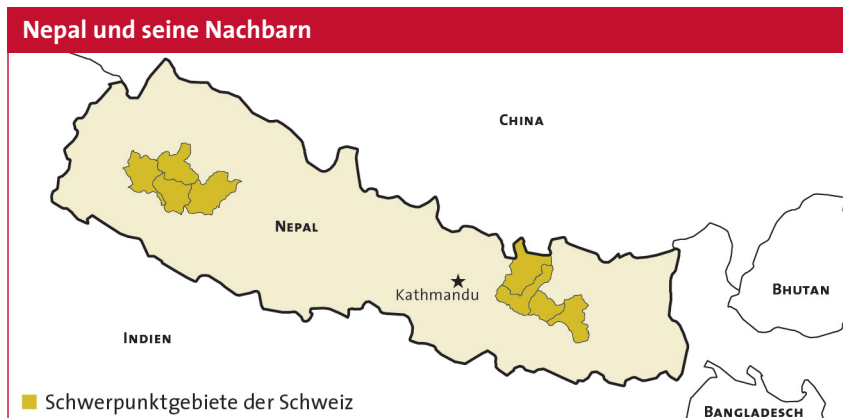 Nepal und seine Nachbarn
China
Nepal
Kathmandu
Bhutan
Indien
Schwerpunktgebiete der Schweiz
Bangladesch